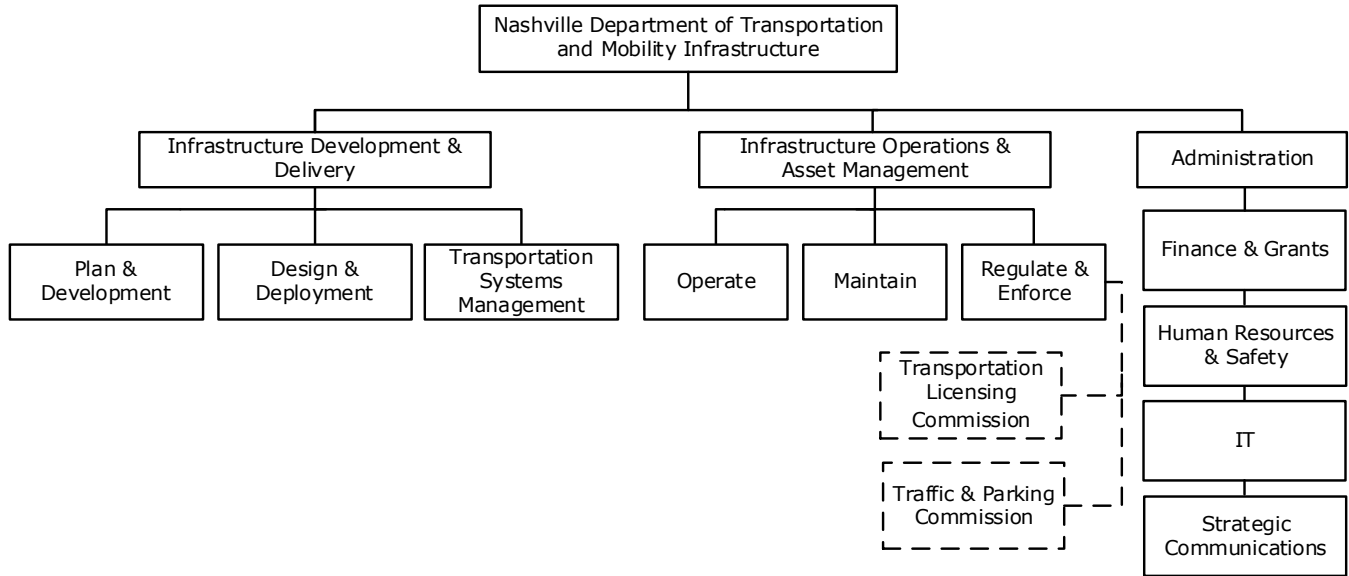 Nashville Department of Transportation
and Mobility Infrastructure
Infrastructure Development &
Delivery
Infrastructure Operations &
Asset Management
Administration
Plan &
Development
Design &
Deployment
Transportation
Systems
Management
Operate
Maintain
Regulate &
Enforce
Finance & Grants
Human Resources
& Safety
Transportation
Licensing
Commission
IT
Traffic & Parking
Commission
Strategic
Communications